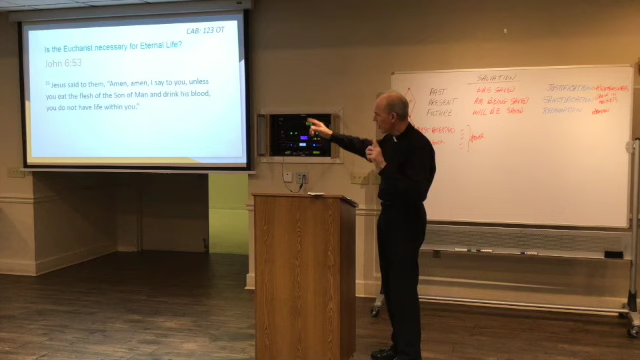 CAB: 123 OT
Is the Eucharist necessary for Eternal Life?
John 6:53
53 Jesus said to them, "Amen, amen, I say to you, unless
you eat the flesh of the Son of Man and drink his blood,
you do not have life within you."
SALVATION
PAST WAS SAVED JUSTIFICATION
PRESENT AM BEING SAVED SANCTIFICATION
FUTURE WILL BE SAVED